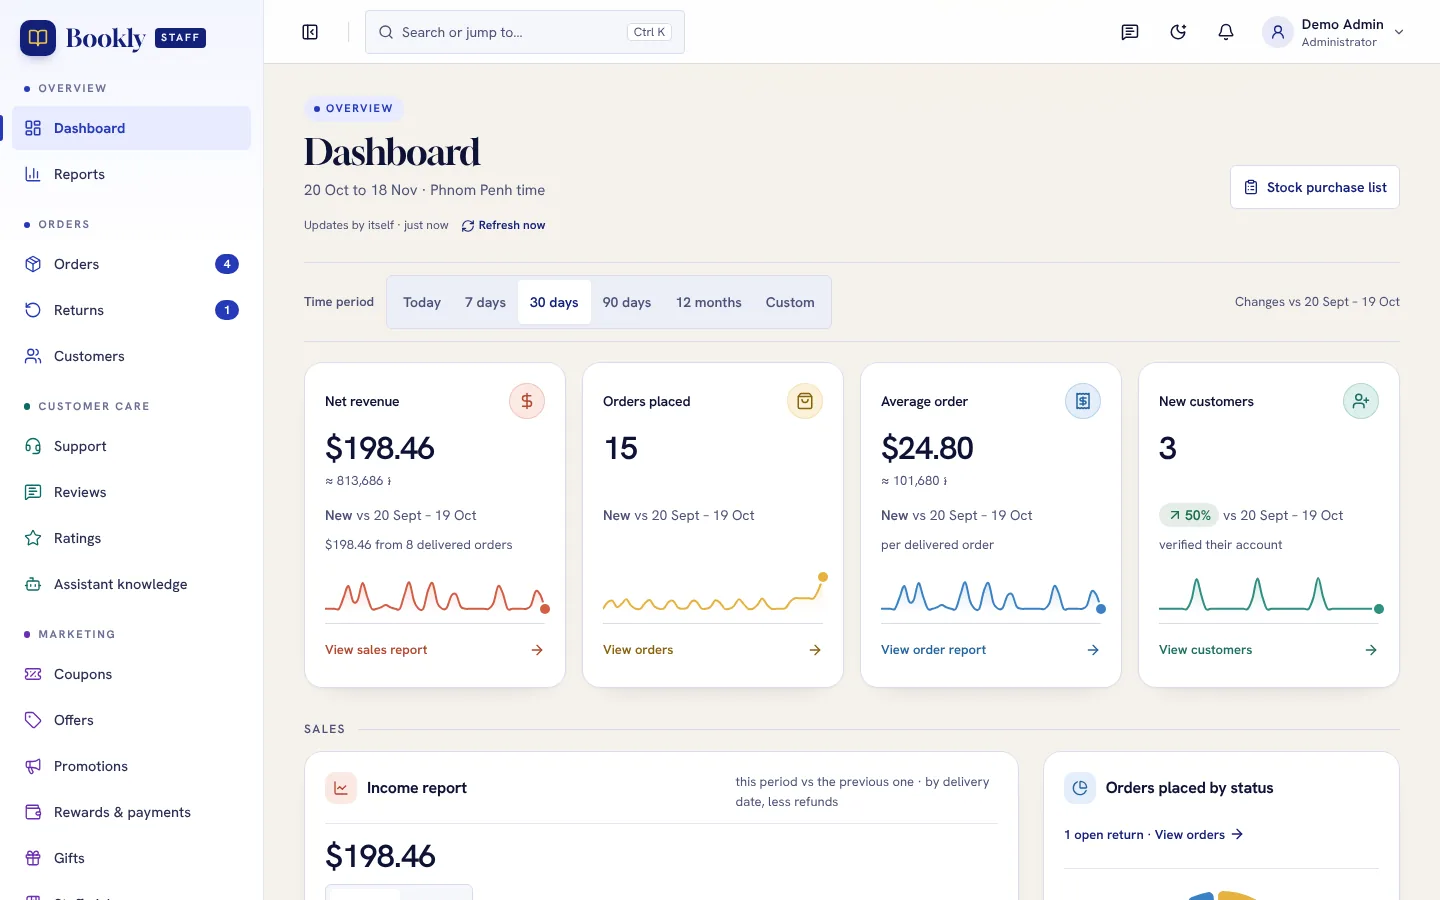 Bookly STAFF
OVERVIEW
Dashboard
Reports
ORDERS
Orders 4
Returns 1
Customers
CUSTOMER CARE
Support
Reviews
Ratings
Assistant knowledge
MARKETING
Coupons
Offers
Promotions
Rewards & payments
Gifts
Search or jump to... Ctrl K
Demo Admin
Administrator
OVERVIEW
Dashboard
20 Oct to 18 Nov · Phnom Penh time
Updates by itself · just now Refresh now
Stock purchase list
Time period Today 7 days 30 days 90 days 12 months Custom
Changes vs 20 Sept – 19 Oct
Net revenue
$198.46
≈ 813,686 ៛
New vs 20 Sept – 19 Oct
$198.46 from 8 delivered orders
View sales report
Orders placed
15
New vs 20 Sept – 19 Oct
View orders
Average order
$24.80
≈ 101,680 ៛
New vs 20 Sept – 19 Oct
per delivered order
View order report
New customers
3
50% vs 20 Sept – 19 Oct
verified their account
View customers
SALES
Income report
this period vs the previous one · by delivery
date, less refunds
$198.46
Orders placed by status
1 open return · View orders